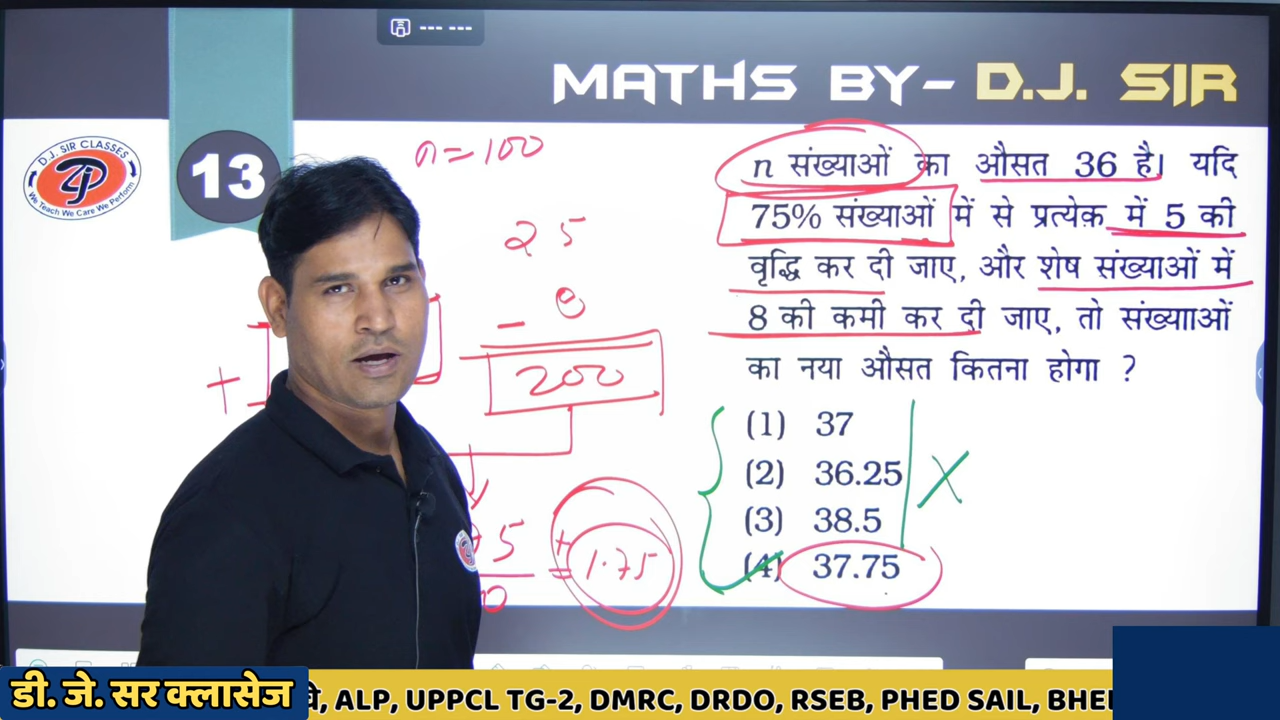 MATHS BY- D.J. SIR
D.J. SIR CLASSES
We Teach We Care We Perform
13
n=100
n संख्याओं का औसत 36 है। यदि
75% संख्याओं में से प्रत्येक में 5 की
वृद्धि कर दी जाए, और शेष संख्याओं में
8 की कमी कर दी जाए, तो संख्यााओं
का नया औसत कितना होगा ?
(1) 37
(2) 36.25
(3) 38.5
(4) 37.75
25
- 8
200
+
5 = +1.75
डी. जे. सर क्लासेज
, ALP, UPPCL TG-2, DMRC, DRDO, RSEB, PHED SAIL, BHE